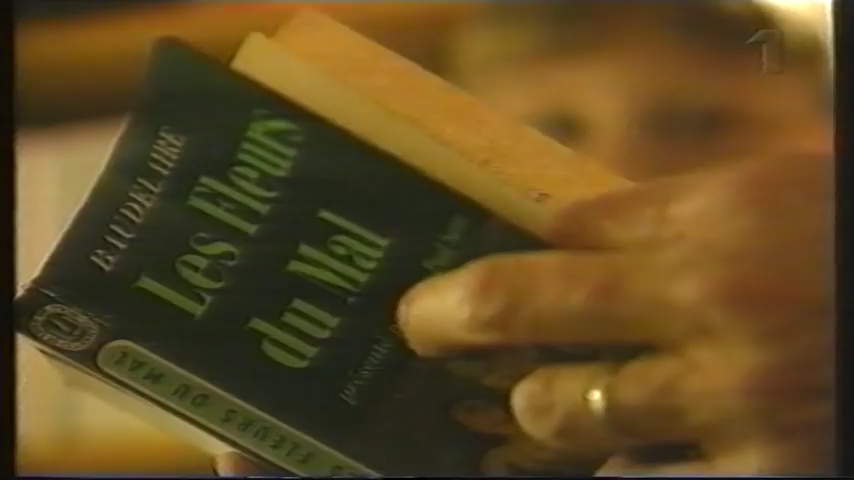 BAUDELAIRE
Les Fleurs
du Mal
FLEURS DU MAL
1